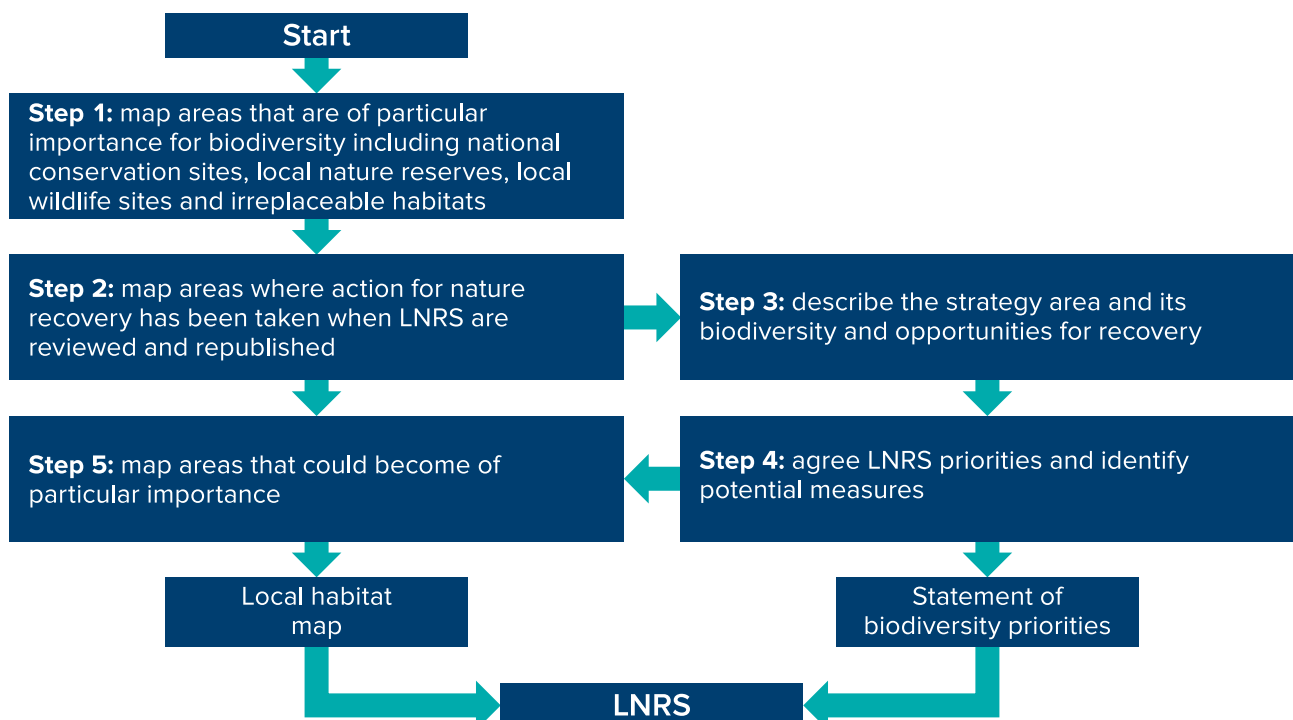 Start
Step 1: map areas that are of particular
importance for biodiversity including national
conservation sites, local nature reserves, local
wildlife sites and irreplaceable habitats
Step 2: map areas where action for nature
recovery has been taken when LNRS are
reviewed and republished
Step 3: describe the strategy area and its
biodiversity and opportunities for recovery
Step 4: agree LNRS priorities and identify
potential measures
Step 5: map areas that could become of
particular importance
Local habitat
map
Statement of
biodiversity priorities
LNRS